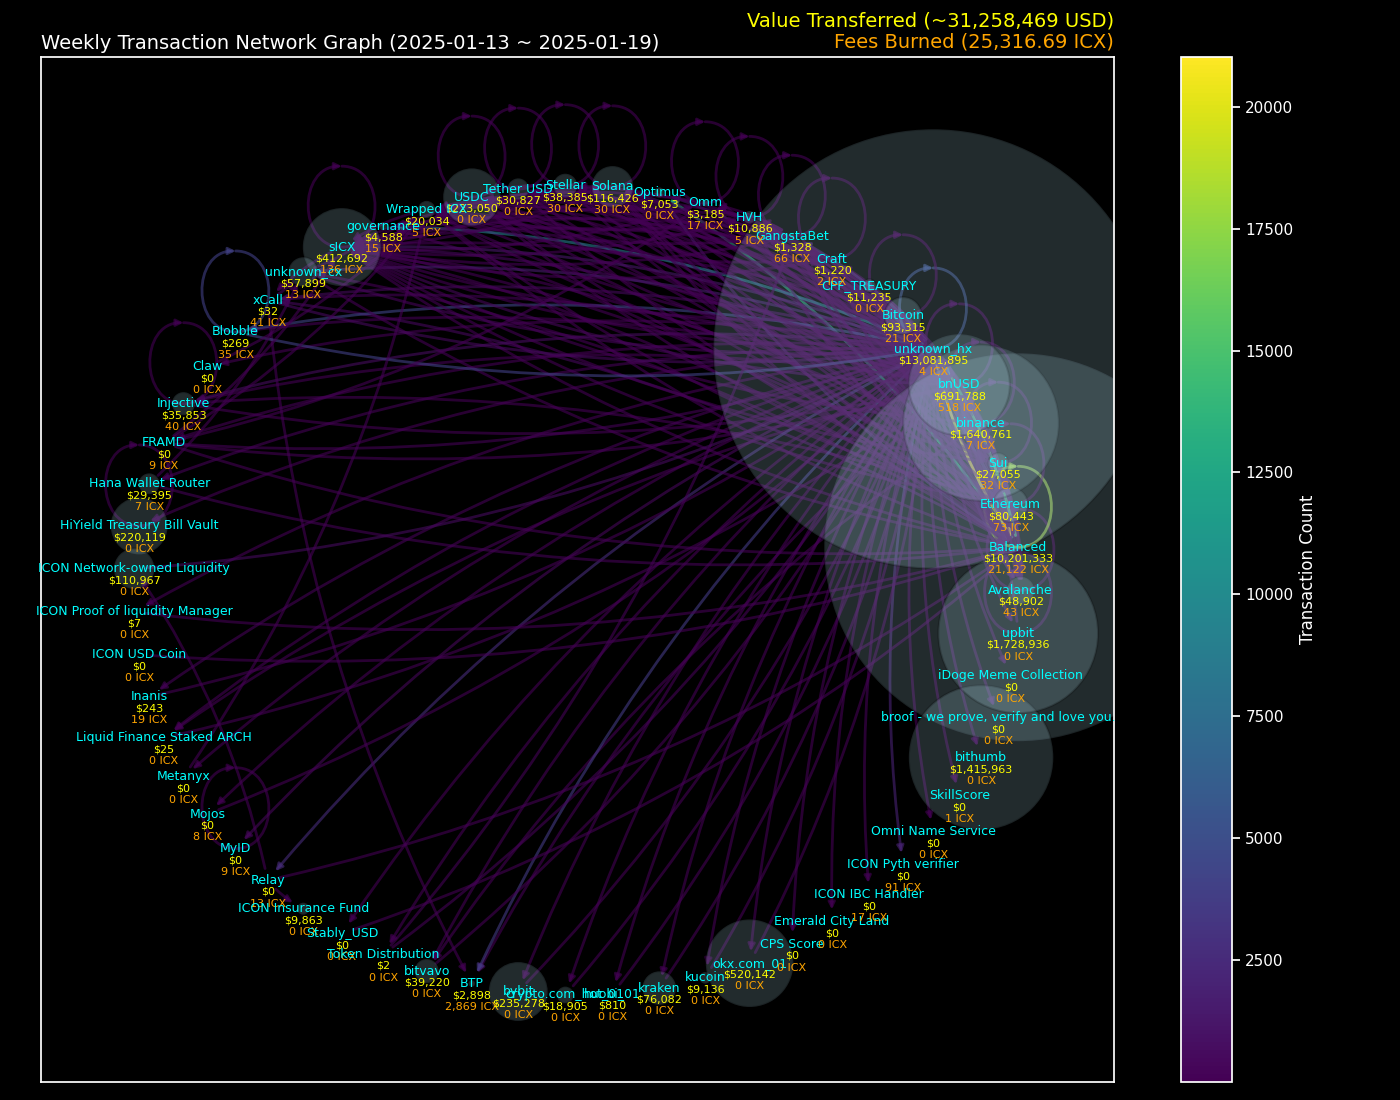 Value Transferred (~31,258,469 USD)
Weekly Transaction Network Graph (2025-01-13 ~ 2025-01-19)
Fees Burned (25,316.69 ICX)
Solana
$116,426
30 ICX
Stellar
$38,385
30 ICX
Tether USD
$30,827
0 ICX
USDC
$223,050
0 ICX
Wrapped
$20,034
5 ICX
governance
$4,588
15 ICX
sICX
$412,692
136 ICX
unknown_cx
$57,899
13 ICX
xCall
$32
41 ICX
Blobble
$269
35 ICX
Claw
$0
0 ICX
Injective
$35,853
40 ICX
FRAMD
$0
9 ICX
Hana Wallet Router
$29,395
7 ICX
HiYield Treasury Bill Vault
$220,119
0 ICX
ICON Network-owned Liquidity
$110,967
0 ICX
ICON Proof of liquidity Manager
$7
0 ICX
ICON USD Coin
$0
0 ICX
Inanis
$243
19 ICX
Liquid Finance Staked ARCH
$25
0 ICX
Metanyx
$0
0 ICX
Mojos
$0
8 ICX
MyID
$0
9 ICX
Relay
$0
13 ICX
ICON Insurance Fund
$9,863
0 ICX
Stably_USD
$0
0 ICX
Token Distribution
$2
0 ICX
bitvavo
$39,220
0 ICX
BTP
$2,898
2,869 ICX
bybit
$235,278
0 ICX
$18,905
0 ICX
$810
0 ICX
kraken
$76,082
0 ICX
kucoin
$9,136
0 ICX
okx.com_01
$520,142
0 ICX
CPS Score
$0
0 ICX
Emerald City Land
$0
0 ICX
ICON IBC Handler
$0
17 ICX
ICON Pyth verifier
$0
91 ICX
Omni Name Service
$0
0 ICX
SkillScore
$0
1 ICX
bithumb
$1,415,963
0 ICX
broof - we prove, verify and love you
$0
0 ICX
iDoge Meme Collection
$0
0 ICX
upbit
$1,728,936
0 ICX
Avalanche
$48,902
43 ICX
Balanced
$10,201,333
21,122 ICX
Ethereum
$80,443
73 ICX
Sui
$27,055
32 ICX
binance
$1,640,761
7 ICX
bnUSD
$691,788
518 ICX
unknown_hx
$13,081,895
4 ICX
Bitcoin
$93,315
21 ICX
CPF_TREASURY
$11,235
0 ICX
Craft
$1,220
2 ICX
GangstaBet
$1,328
66 ICX
HVH
$10,886
5 ICX
Omm
$3,185
17 ICX
Optimus
$7,053
0 ICX
20000
17500
15000
12500
10000
7500
5000
2500
Transaction Count